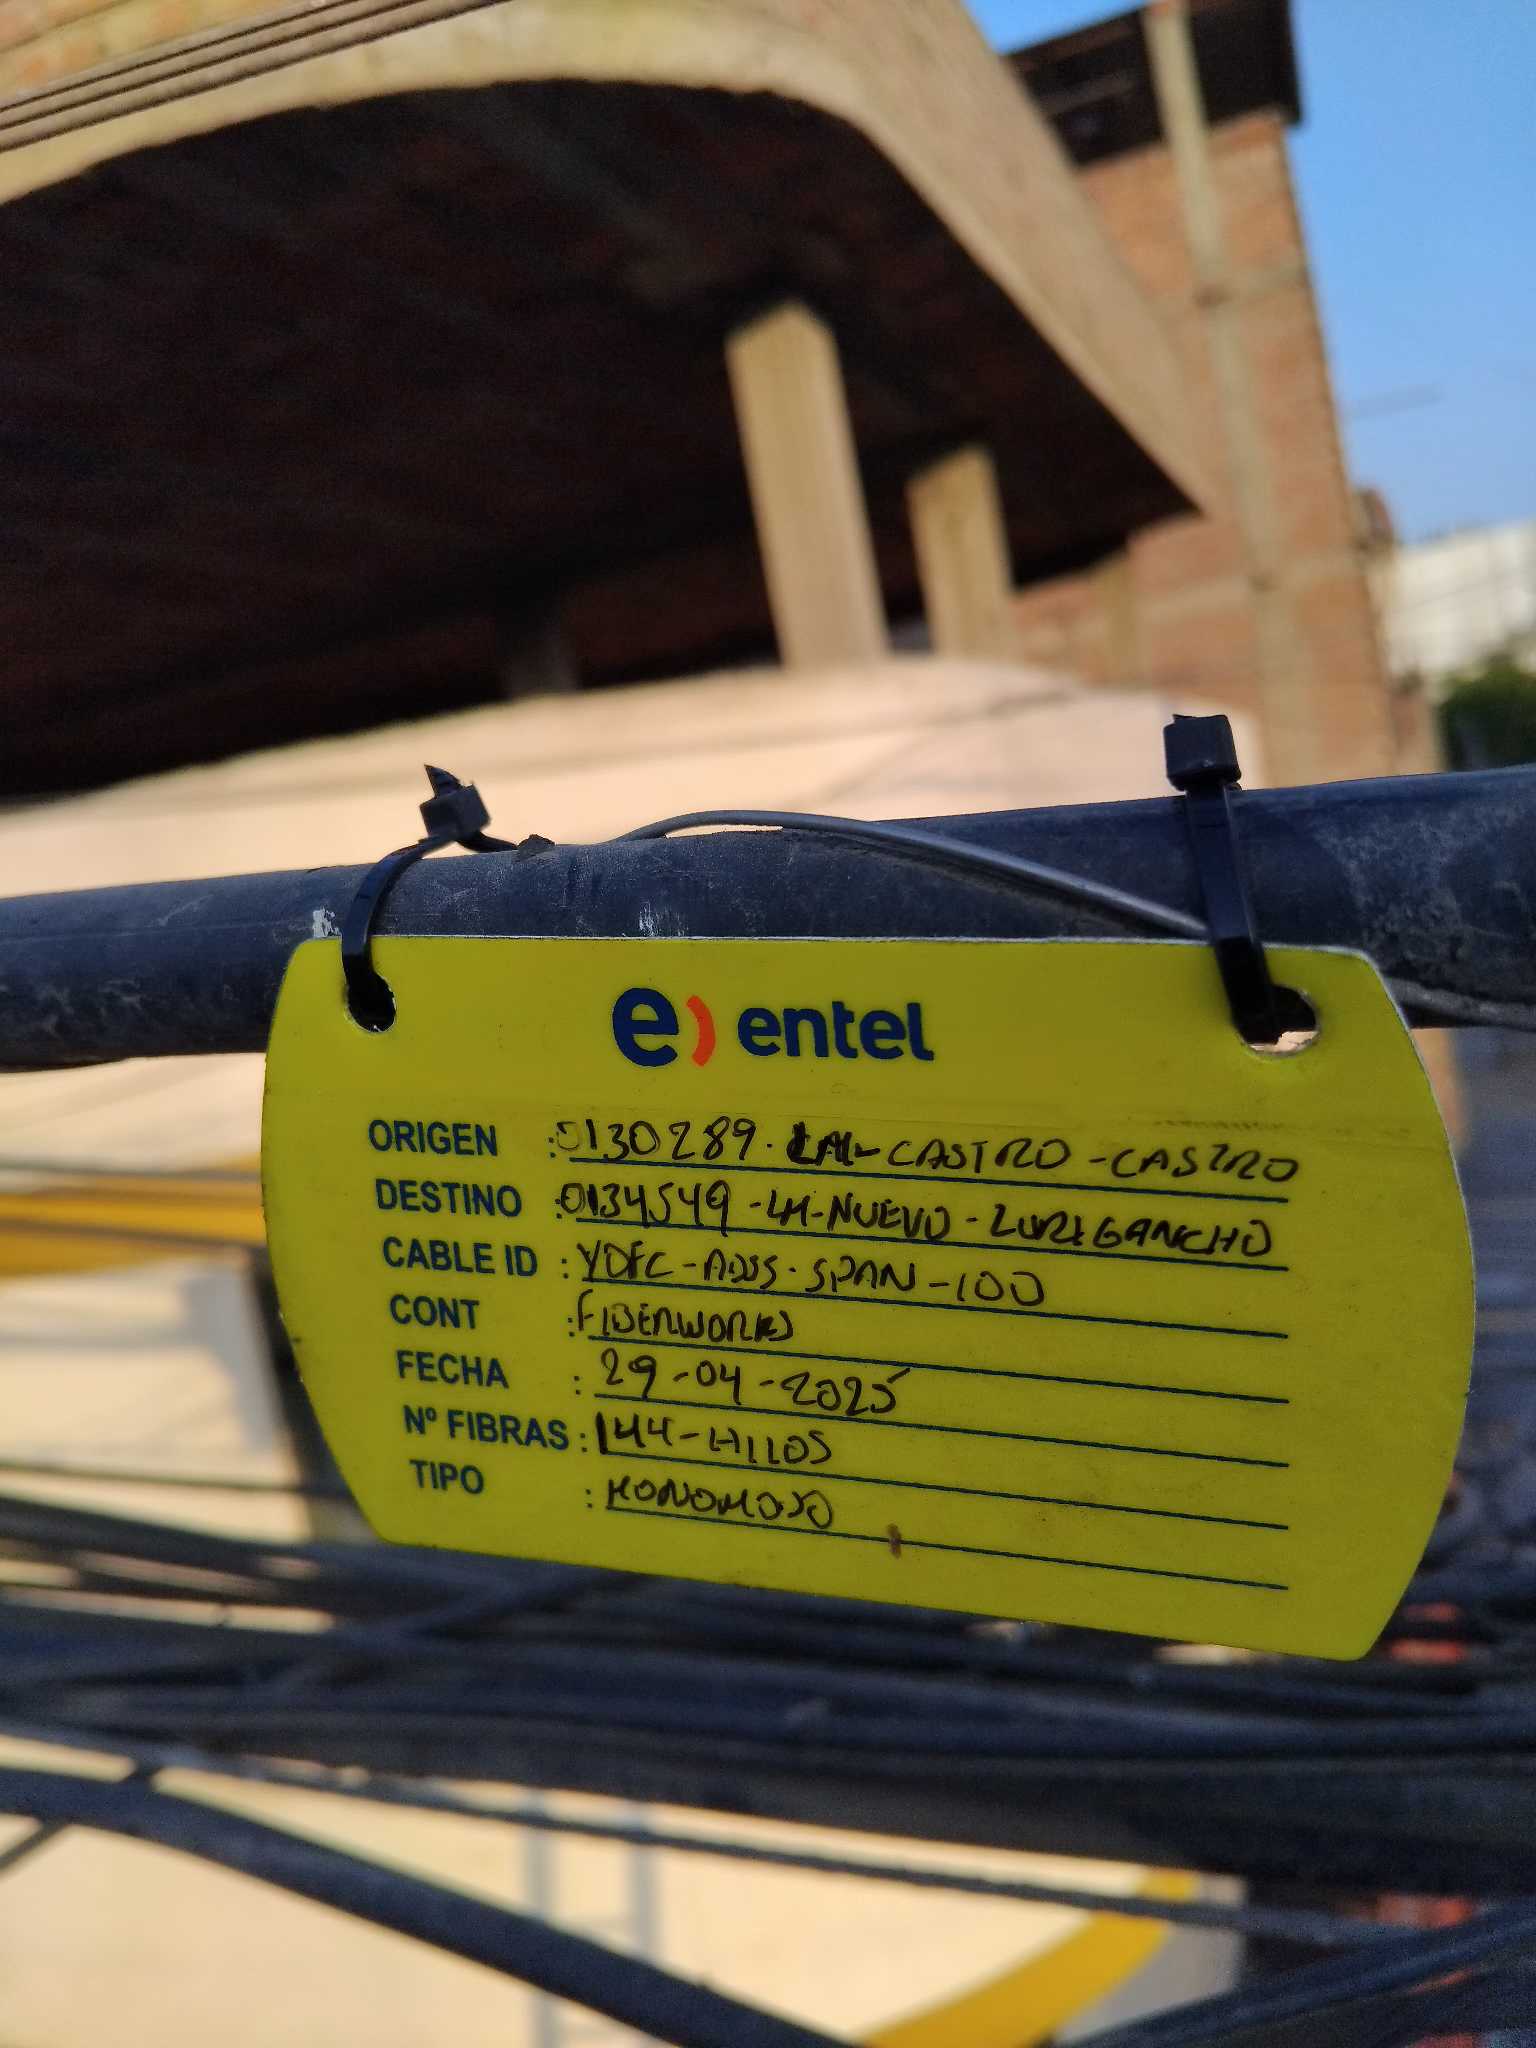 e) entel
ORIGEN : 0130289. LM-CASTRO-CASTRO
DESTINO : 0134549-LM-NUEVO-LURIGANCHO
CABLE ID : YOFC-ADSS.SPAN-100
CONT : FIBERWORKS
FECHA : 29-04-2025
Nº FIBRAS : 144-HILOS
TIPO : MONOMODO